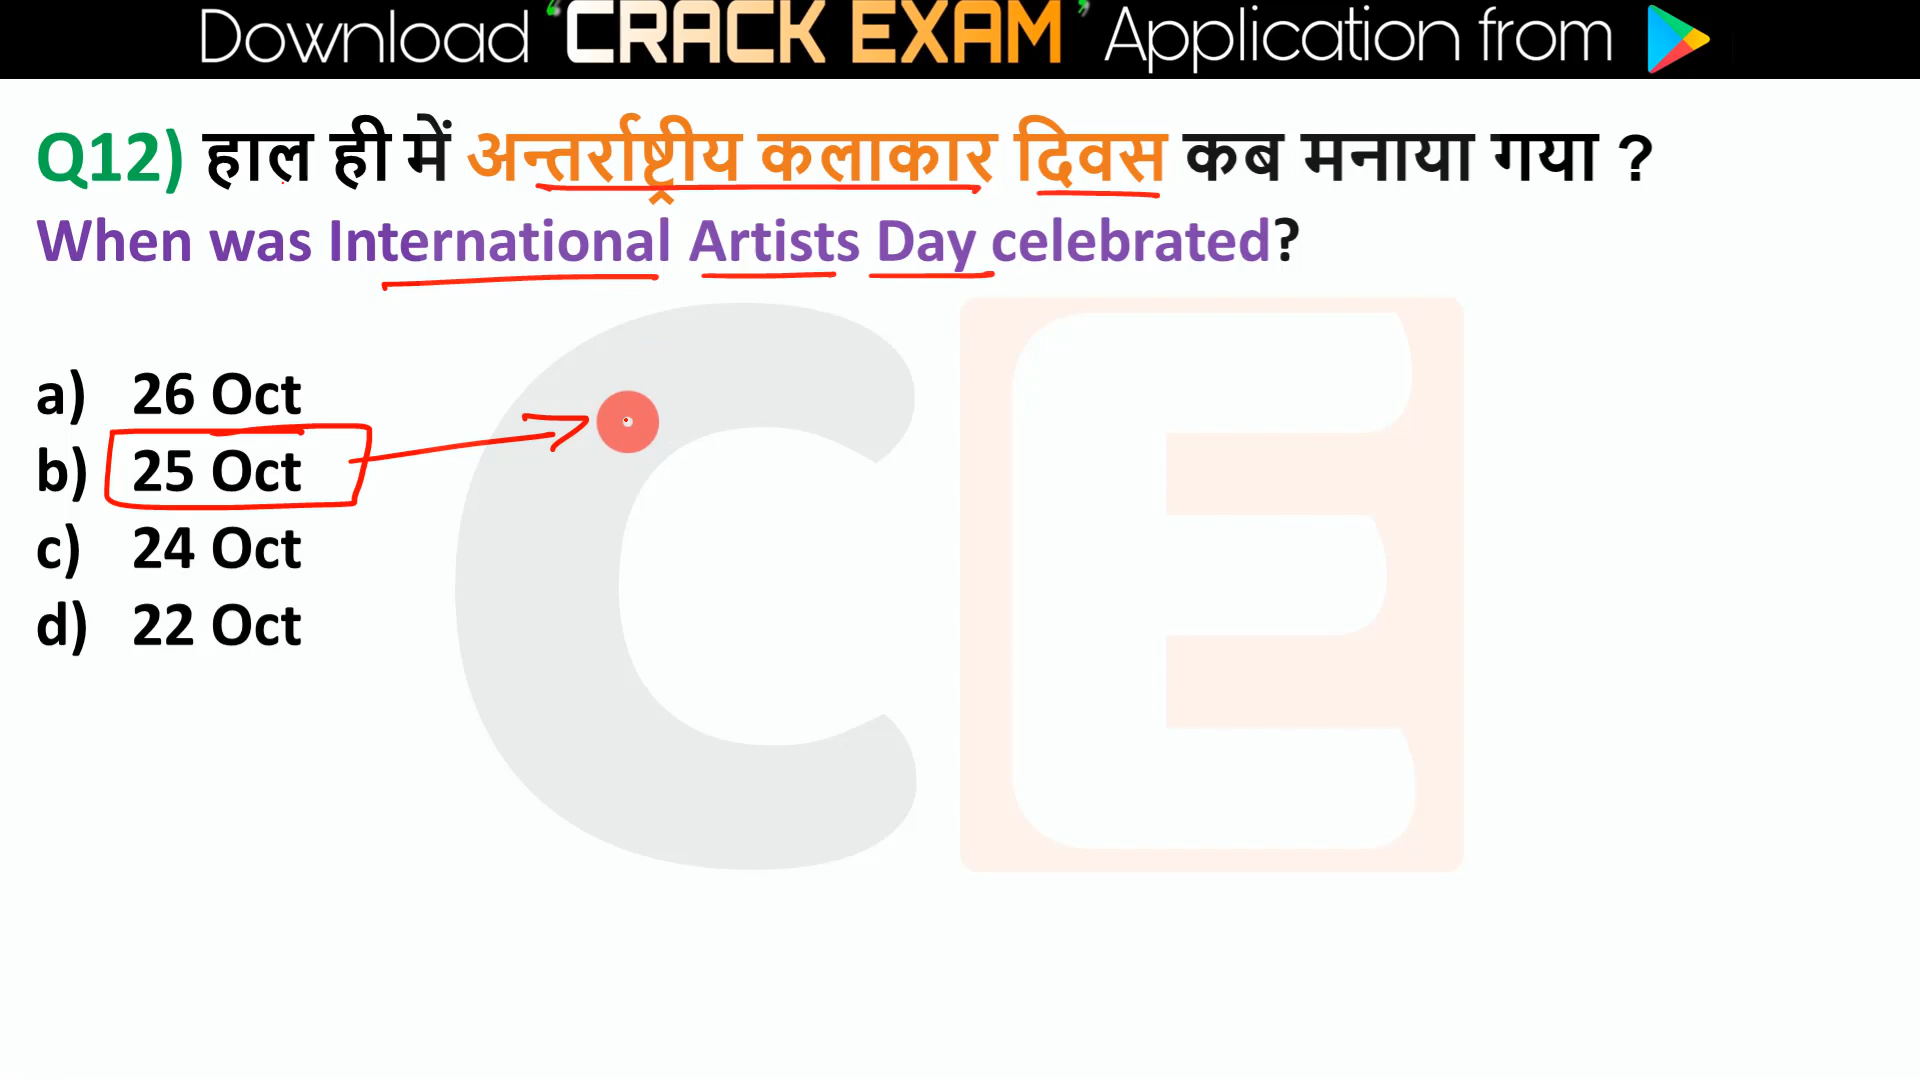 Download ‘CRACK EXAM’ Application from
Q12) हाल ही में अन्तर्राष्ट्रीय कलाकार दिवस कब मनाया गया ?
When was International Artists Day celebrated?
a) 26 Oct
b) 25 Oct
c) 24 Oct
d) 22 Oct
CE